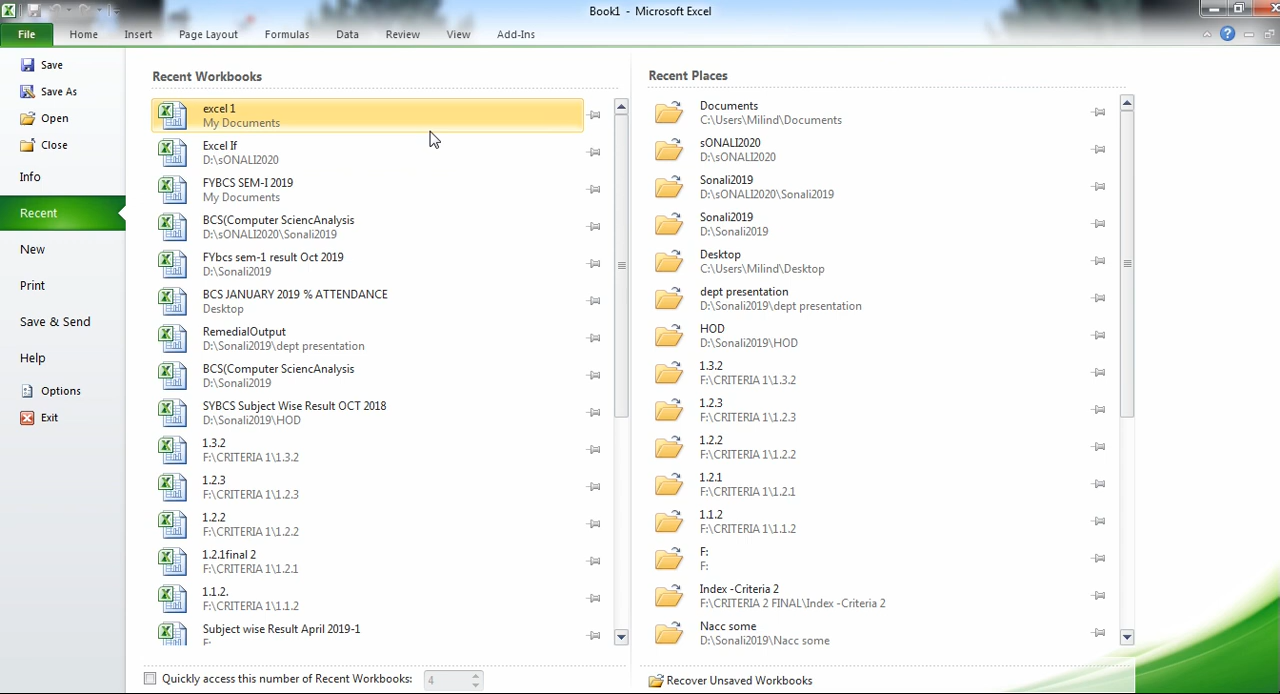 Book1 - Microsoft Excel
File Home Insert Page Layout Formulas Data Review View Add-Ins
Save
Save As
Open
Close
Info
Recent
New
Print
Save & Send
Help
Options
Exit
Recent Workbooks
excel 1
My Documents
Excel If
D:\sONALI2020
FYBCS SEM-I 2019
My Documents
BCS(Computer SciencAnalysis
D:\sONALI2020\Sonali2019
FYbcs sem-1 result Oct 2019
D:\Sonali2019
BCS JANUARY 2019 % ATTENDANCE
Desktop
RemedialOutput
D:\Sonali2019\dept presentation
BCS(Computer SciencAnalysis
D:\Sonali2019
SYBCS Subject Wise Result OCT 2018
D:\Sonali2019\HOD
1.3.2
F:\CRITERIA 1\1.3.2
1.2.3
F:\CRITERIA 1\1.2.3
1.2.2
F:\CRITERIA 1\1.2.2
1.2.1final 2
F:\CRITERIA 1\1.2.1
1.1.2.
F:\CRITERIA 1\1.1.2
Subject wise Result April 2019-1
F:
Quickly access this number of Recent Workbooks: 4
Recent Places
Documents
C:\Users\Milind\Documents
sONALI2020
D:\sONALI2020
Sonali2019
D:\sONALI2020\Sonali2019
Sonali2019
D:\Sonali2019
Desktop
C:\Users\Milind\Desktop
dept presentation
D:\Sonali2019\dept presentation
HOD
D:\Sonali2019\HOD
1.3.2
F:\CRITERIA 1\1.3.2
1.2.3
F:\CRITERIA 1\1.2.3
1.2.2
F:\CRITERIA 1\1.2.2
1.2.1
F:\CRITERIA 1\1.2.1
1.1.2
F:\CRITERIA 1\1.1.2
F:
F:
Index -Criteria 2
F:\CRITERIA 2 FINAL\Index -Criteria 2
Nacc some
D:\Sonali2019\Nacc some
Recover Unsaved Workbooks